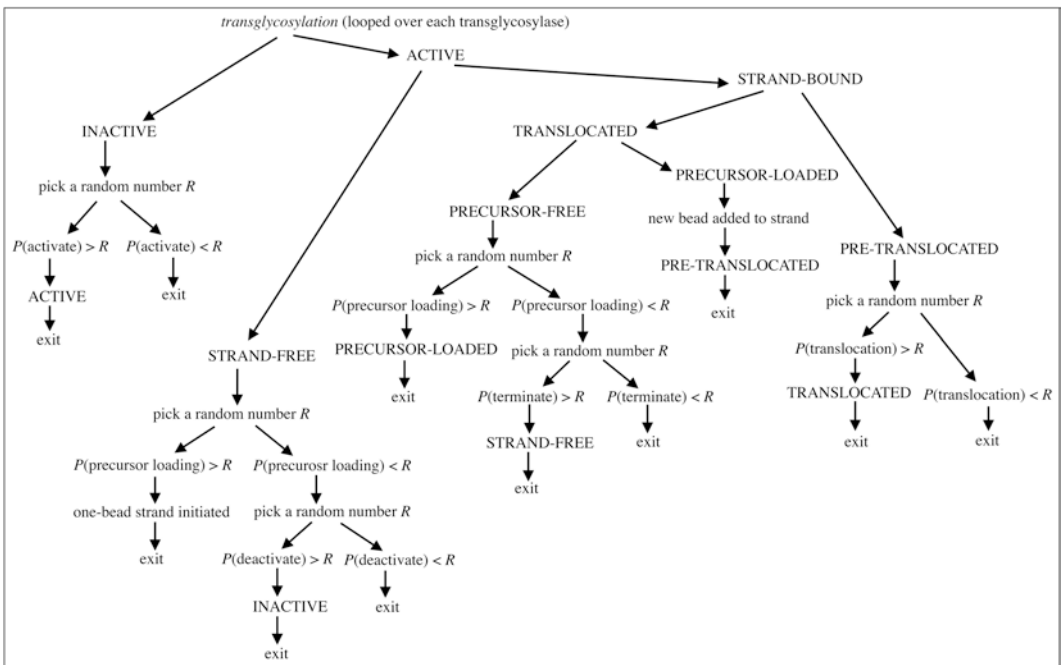 transglycosylation (looped over each transglycosylase)
ACTIVE
STRAND-BOUND
INACTIVE
TRANSLOCATED
pick a random number R
PRECURSOR-LOADED
PRECURSOR-FREE
new bead added to strand
P(activate) > R
P(activate) < R
pick a random number R
PRE-TRANSLOCATED
PRE-TRANSLOCATED
ACTIVE
exit
P(precursor loading) > R
P(precursor loading) < R
exit
pick a random number R
exit
STRAND-FREE
PRECURSOR-LOADED
pick a random number R
P(translocation) > R
exit
P(terminate) > R
P(terminate) < R
TRANSLOCATED
P(translocation) < R
pick a random number R
STRAND-FREE
exit
exit
exit
P(precursor loading) > R
P(precurosr loading) < R
exit
one-bead strand initiated
pick a random number R
exit
P(deactivate) > R
P(deactivate) < R
INACTIVE
exit
exit